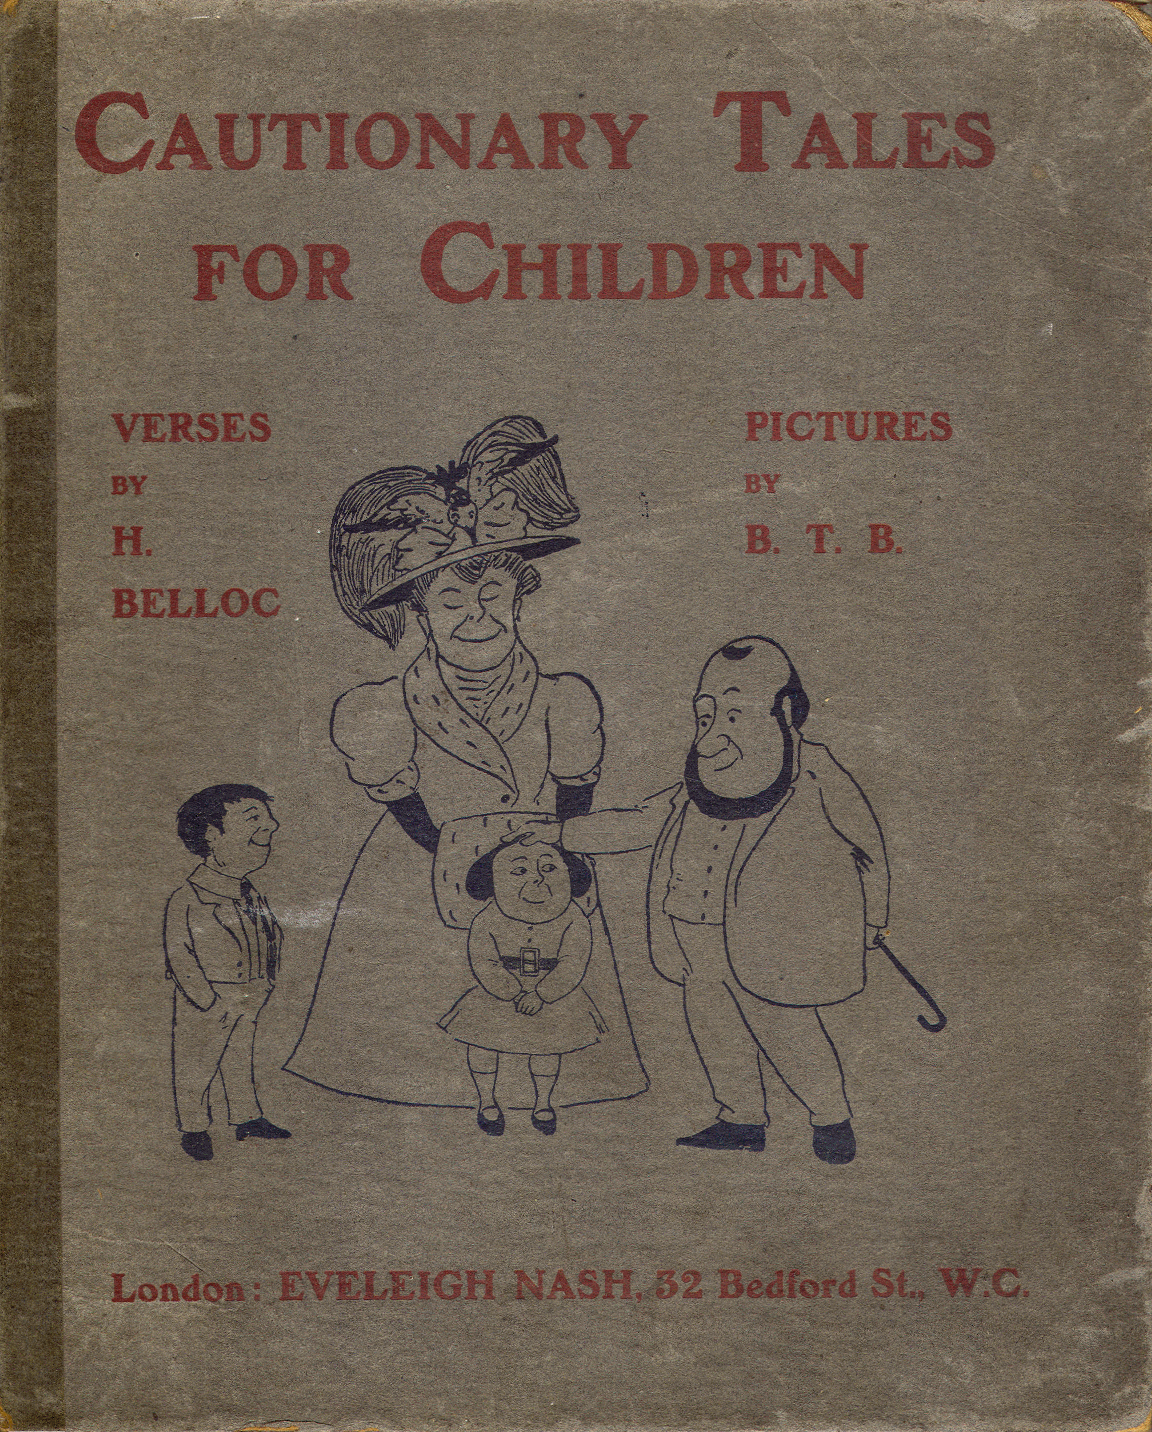 CAUTIONARY TALES
FOR CHILDREN
VERSES
BY
H.
BELLOC
PICTURES
BY
B. T. B.
London: EVELEIGH NASH, 32 Bedford St., W.C.